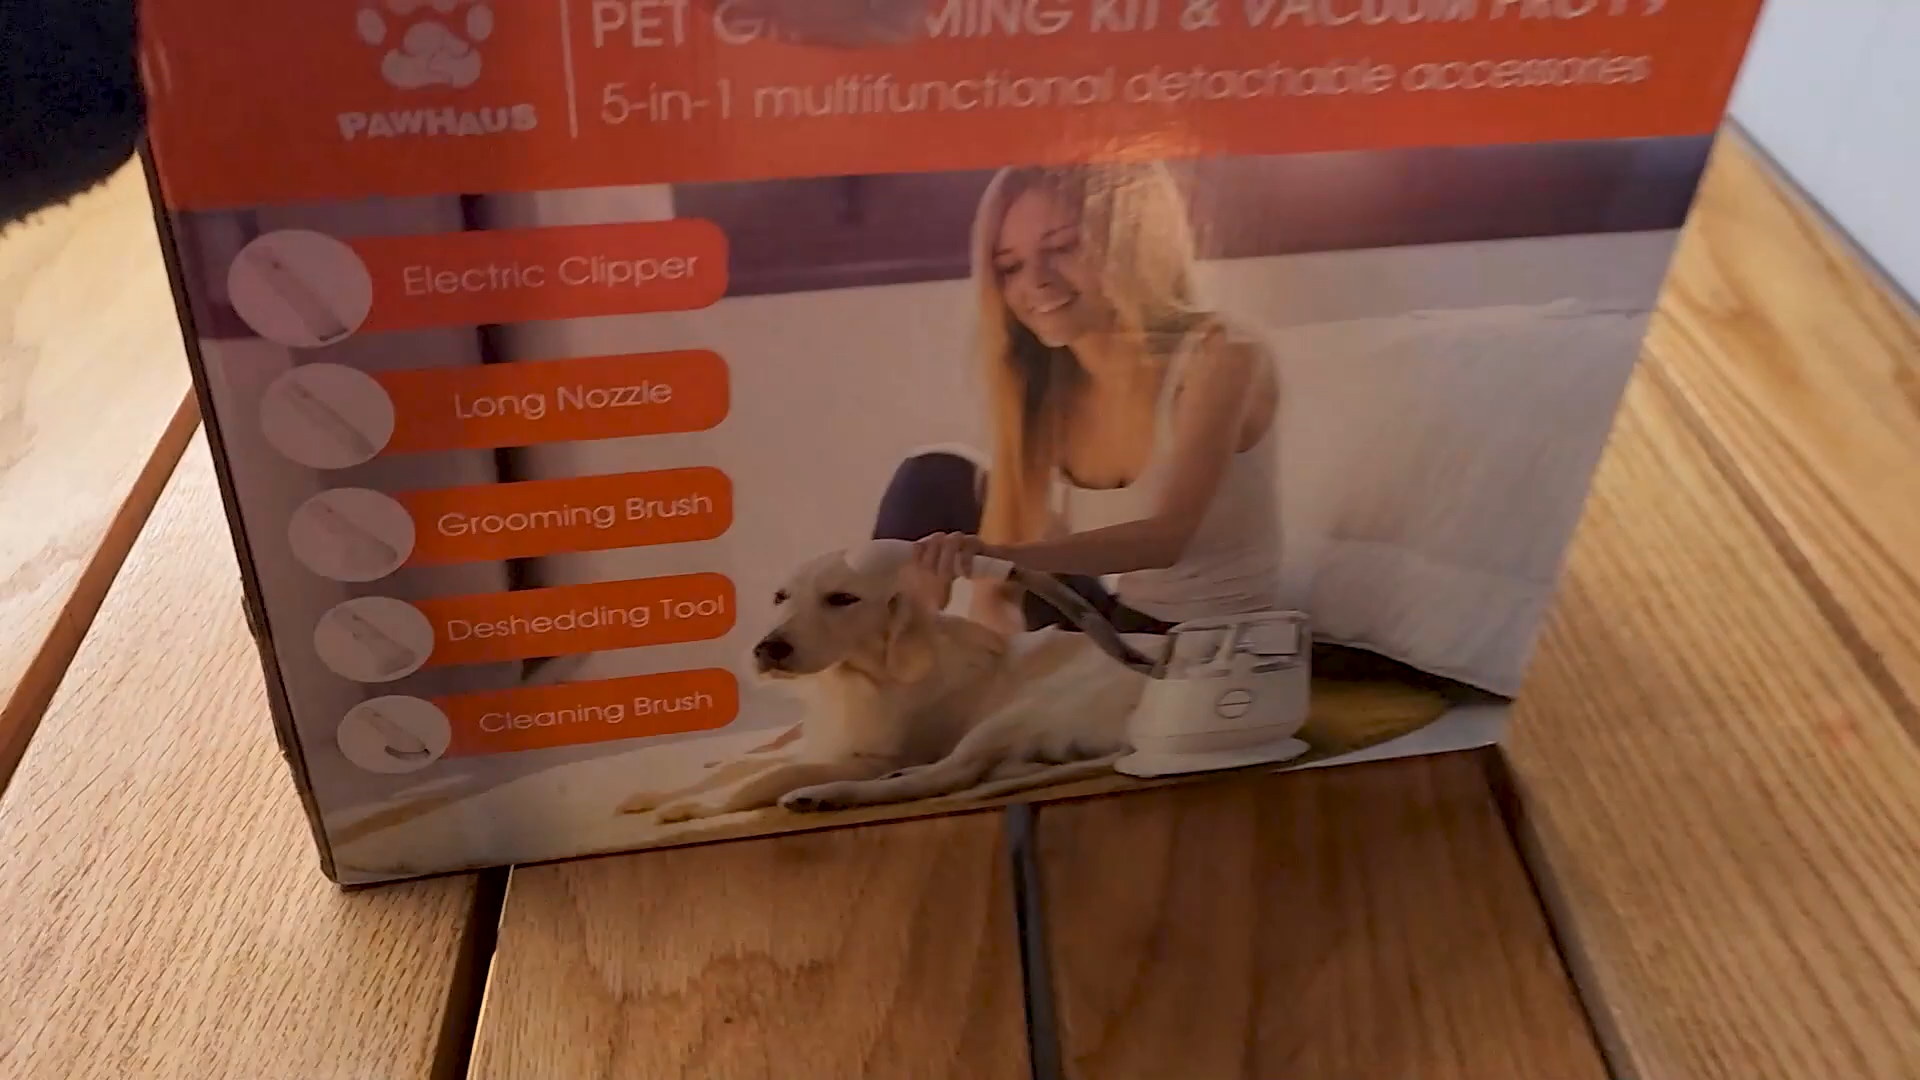 PAWHAUS
PET KIT & VACUUM
5-in-1 multifunctional detachable accessories
Electric Clipper
Long Nozzle
Grooming Brush
Deshedding Tool
Cleaning Brush